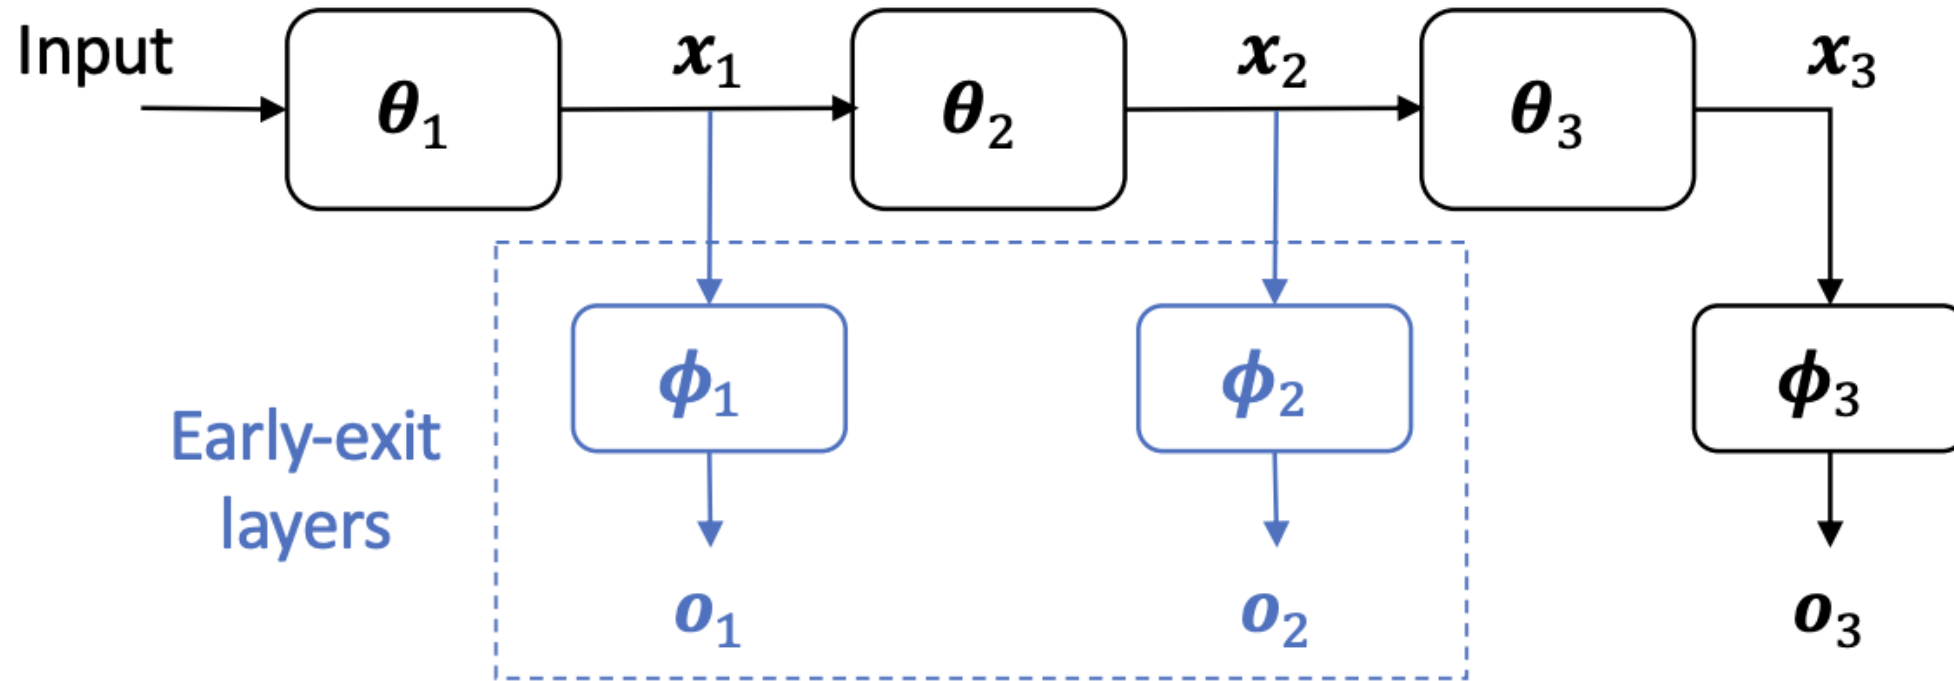 Input
θ₁
x₁
θ₂
x₂
θ₃
x₃
Early-exit
layers
ϕ₁
ϕ₂
ϕ₃
o₁
o₂
o₃